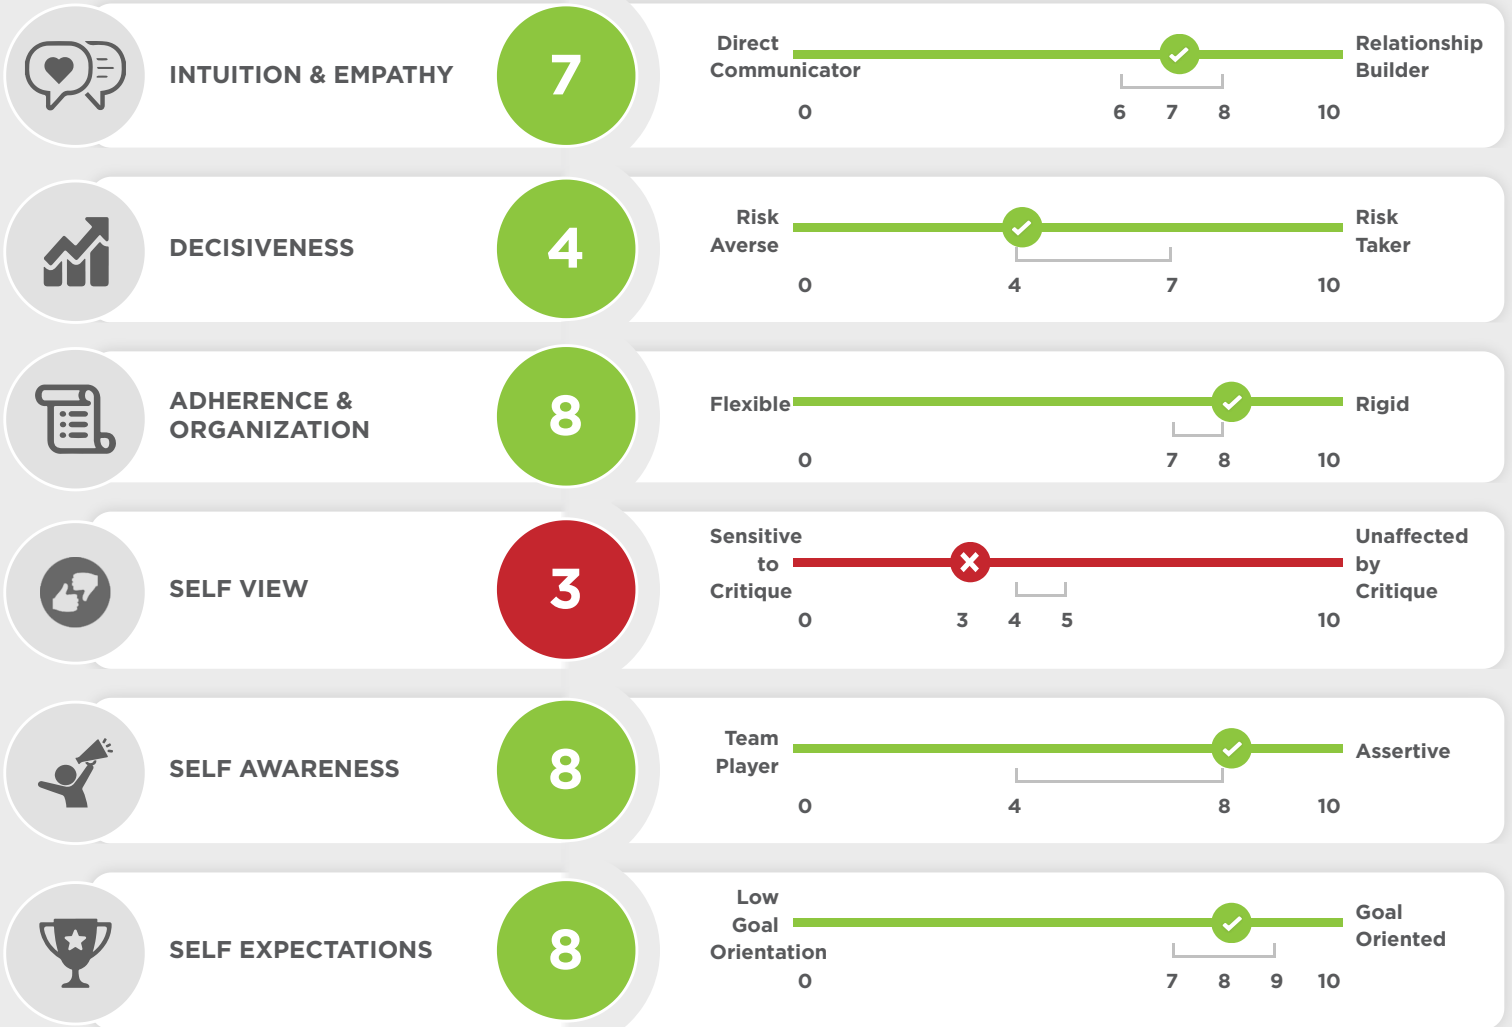 INTUITION & EMPATHY
7
Direct
Communicator
Relationship
Builder
0 6 7 8 10
DECISIVENESS
4
Risk
Averse
Risk
Taker
0 4 7 10
ADHERENCE &
ORGANIZATION
8
Flexible
Rigid
0 7 8 10
SELF VIEW
3
Sensitive
to
Critique
Unaffected
by
Critique
0 3 4 5 10
SELF AWARENESS
8
Team
Player
Assertive
0 4 8 10
SELF EXPECTATIONS
8
Low
Goal
Orientation
Goal
Oriented
0 7 8 9 10